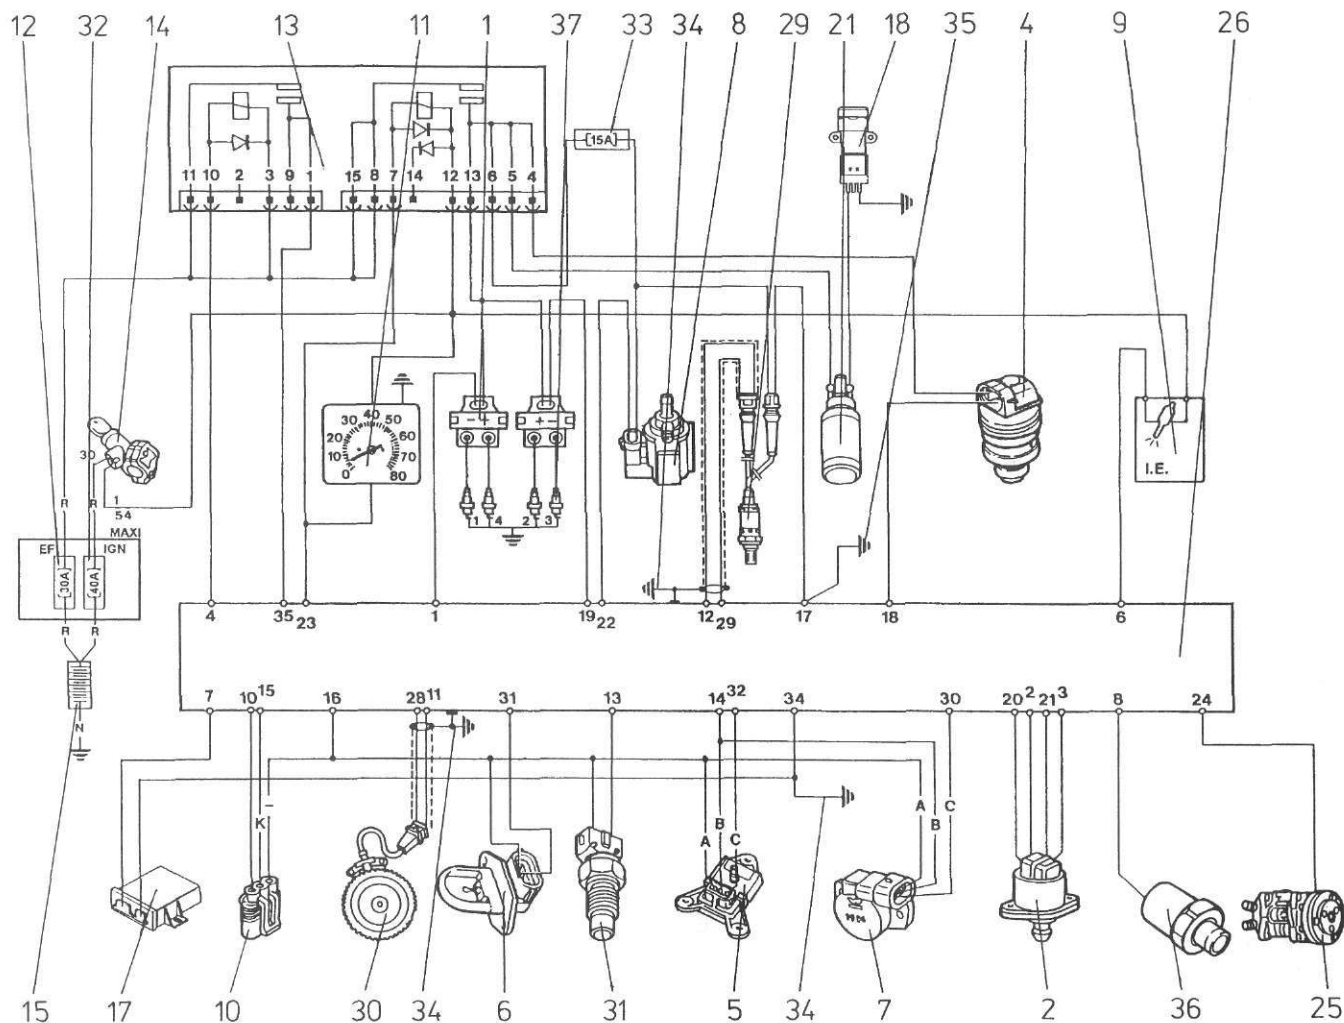 12 32 14 13 11 1 37 33 34 8 29 21 18 35 4 9 26
15A
11 10 2 3 9 1 15 8 7 14 12 13 6 5 4
30
R R 1
54
MAXI
EF IGN
30A 40A
R R
N
0 10 20 30 40 50 60 70 80
- +
+ -
1 4 2 3
I.E.
4 35 23 1 19 22 12 29 17 18 6
7 10 15 16 28 11 31 13 14 32 34 30 20 2 21 3 8 24
K -
A B C
A B C
15 17 10 30 34 6 31 5 34 7 2 36 25